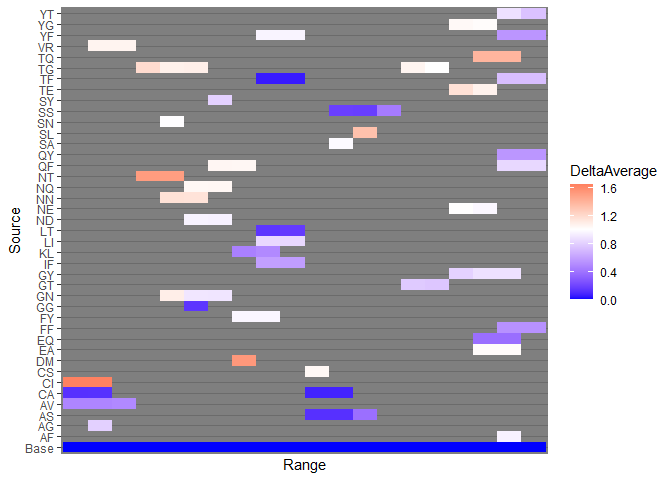 YT
YG
YF
VR
TQ
TG
TF
TE
SY
SS
SN
SL
SA
QY
QF
NT
NQ
NN
NE
ND
LT
LI
KL
IF
GY
GT
GN
GG
FY
FF
EQ
EA
DM
CS
CI
CA
AV
AS
AG
AF
Base
Source
Range
DeltaAverage
1.6
1.2
0.8
0.4
0.0